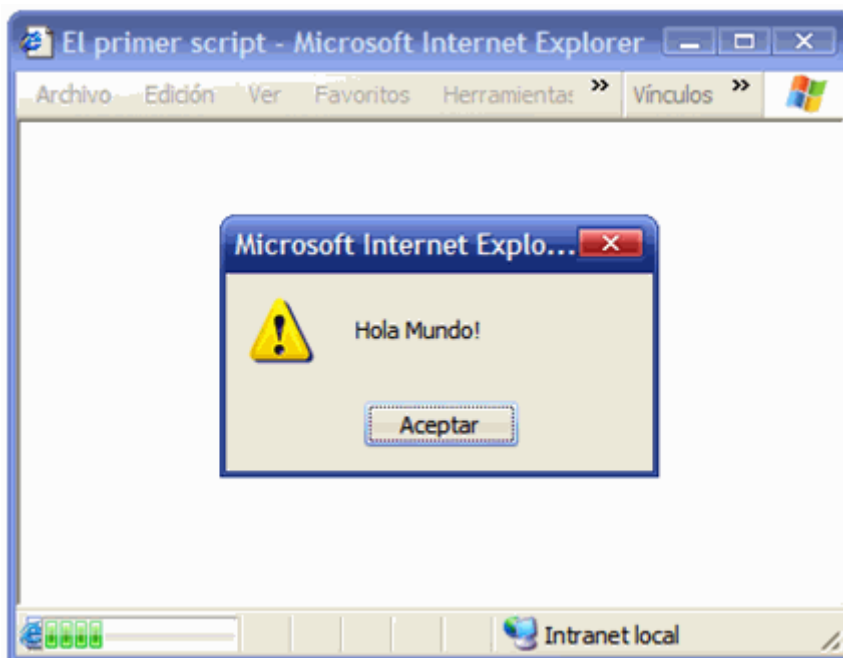 El primer script - Microsoft Internet Explorer
Archivo Edición Ver Favoritos Herramientas » Vínculos »
Microsoft Internet Explo...
Hola Mundo!
Aceptar
Intranet local